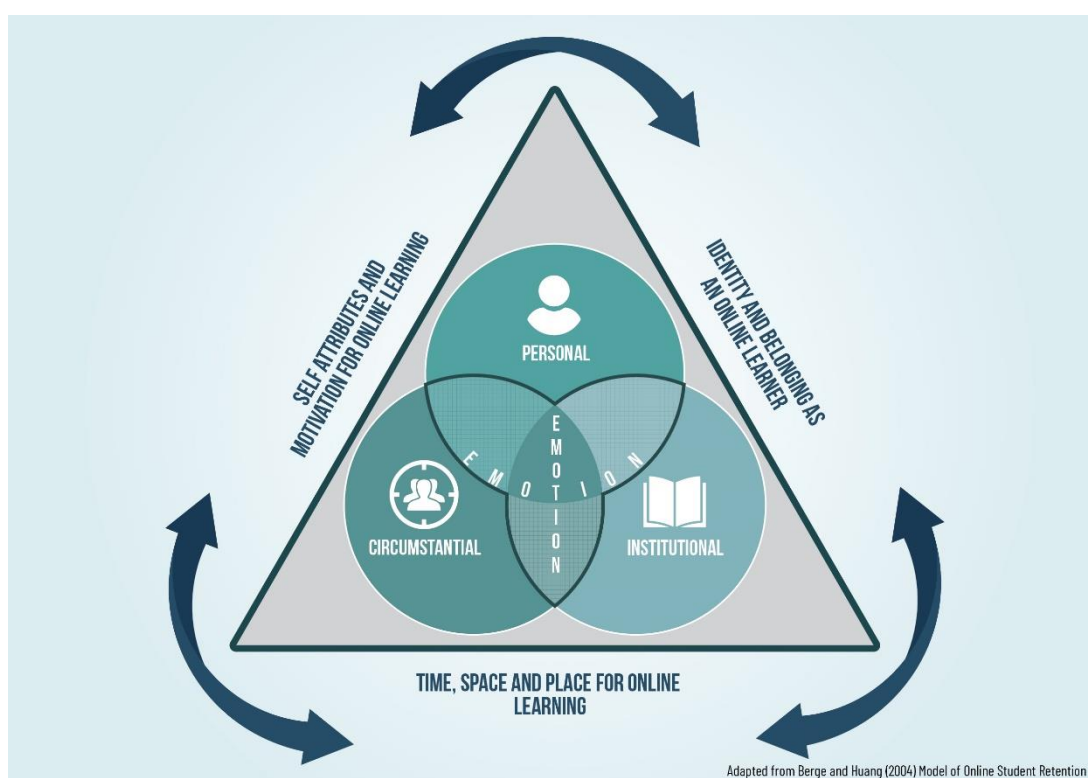 SELF ATTRIBUTES AND
MOTIVATION FOR ONLINE LEARNING
IDENTITY AND BELONGING AS
AN ONLINE LEARNER
PERSONAL
EMOTION
EMOTION
CIRCUMSTANTIAL
INSTITUTIONAL
TIME, SPACE AND PLACE FOR ONLINE
LEARNING
Adapted from Berge and Huang (2004) Model of Online Student Retention